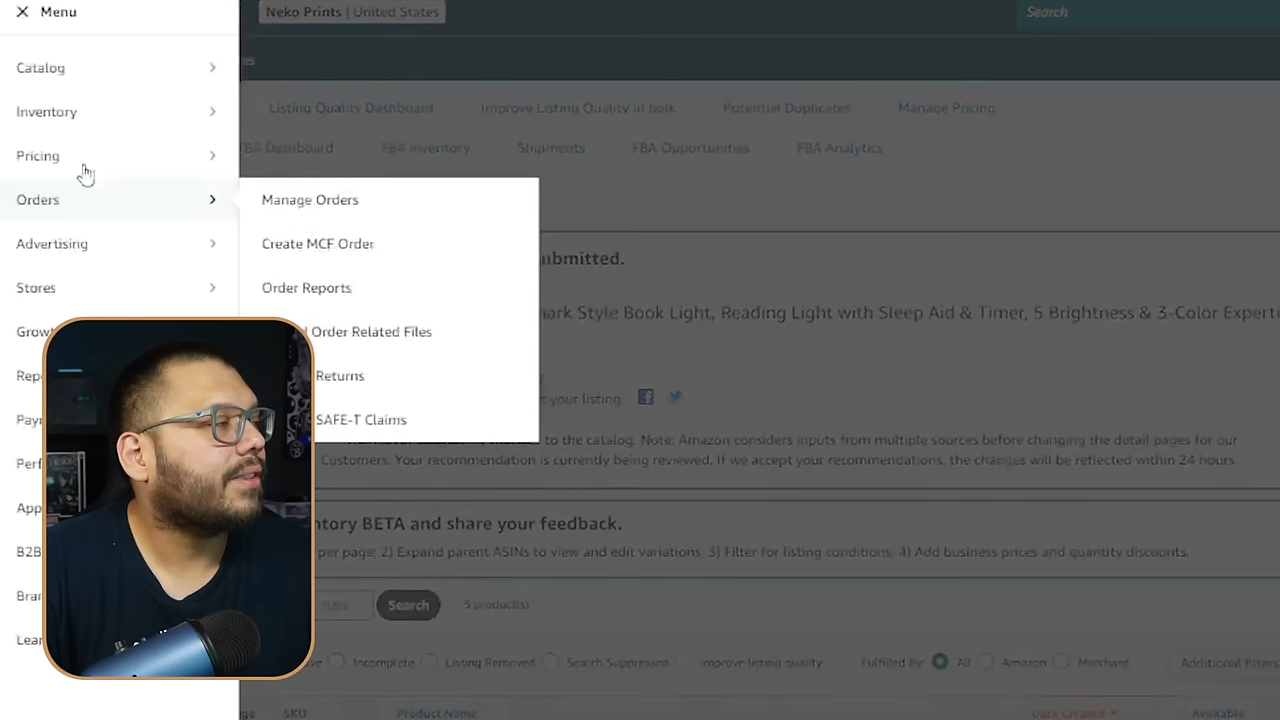 Menu
Neko Prints | United States
Search
Catalog
Listing Quality Dashboard
Improve Listing Quality in bulk
Potential Duplicates
Manage Pricing
Inventory
FBA Dashboard
FBA Inventory
Shipments
FBA Opportunities
FBA Analytics
Pricing
Orders
Manage Orders
Advertising
Create MCF Order
ubmitted.
Stores
Order Reports
mark Style Book Light, Reading Light with Sleep Aid & Timer, 5 Brightness & 3-Color
Order Related Files
Returns
your listing
SAFE-T Claims
to the catalog. Note: Amazon considers inputs from multiple sources before changing the detail pages for our
Customers. Your recommendation is currently being reviewed. If we accept your recommendations, the changes will be reflected within 24 hours
BETA and share your feedback.
per page; 2) Expand parent ASINs to view and edit variations, 3) Filter for listing conditions, 4) Add business prices and quantity discounts.
B2B
ISBN
Search
5 product(s)
Incomplete
Listing Removed
Search Suppressed
Improve listing quality
Fulfilled By:
All
Amazon
Merchant
Additional filters
SKU
Product Name
Date Created
Available